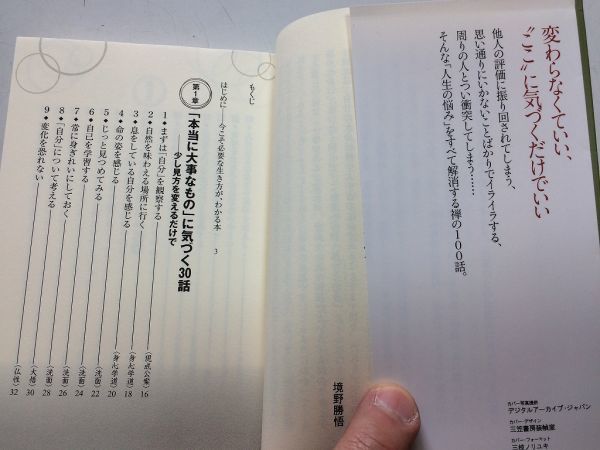 変わらなくていい、
“ここ”に気づくだけでいい
他人の評価に振り回されてしまう、
思い通りにいかないことばかりでイライラする、
周りの人とつい衝突してしまう……
そんな「人生の悩み」をすべて解消する禅の100話。
境野勝悟
カバー写真提供
デジタルアーカイブ・ジャパン
カバー・デザイン
三笠書房装幀室
カバー・フォーマット
三枝ノリユキ
もくじ
はじめに――今こそ必要な生き方が、わかる本 3
第1章
「本当に大事なもの」に気づく30話
――少し見方を変えるだけで
1◆まずは「自分」を観察する (現成公案) 16
2◆自然を味わえる場所に行く (身心学道) 18
3◆息をしている自分を感じる (身心学道) 20
4◆命の姿を感じる (洗面) 22
5◆じっと見つめてみる (洗面) 24
6◆自己を学習する (洗面) 26
7◆常に身ぎれいにしておく (洗面) 28
8◆「自分」について考える (大悟) 30
9◆変化を恐れない (仏性) 32